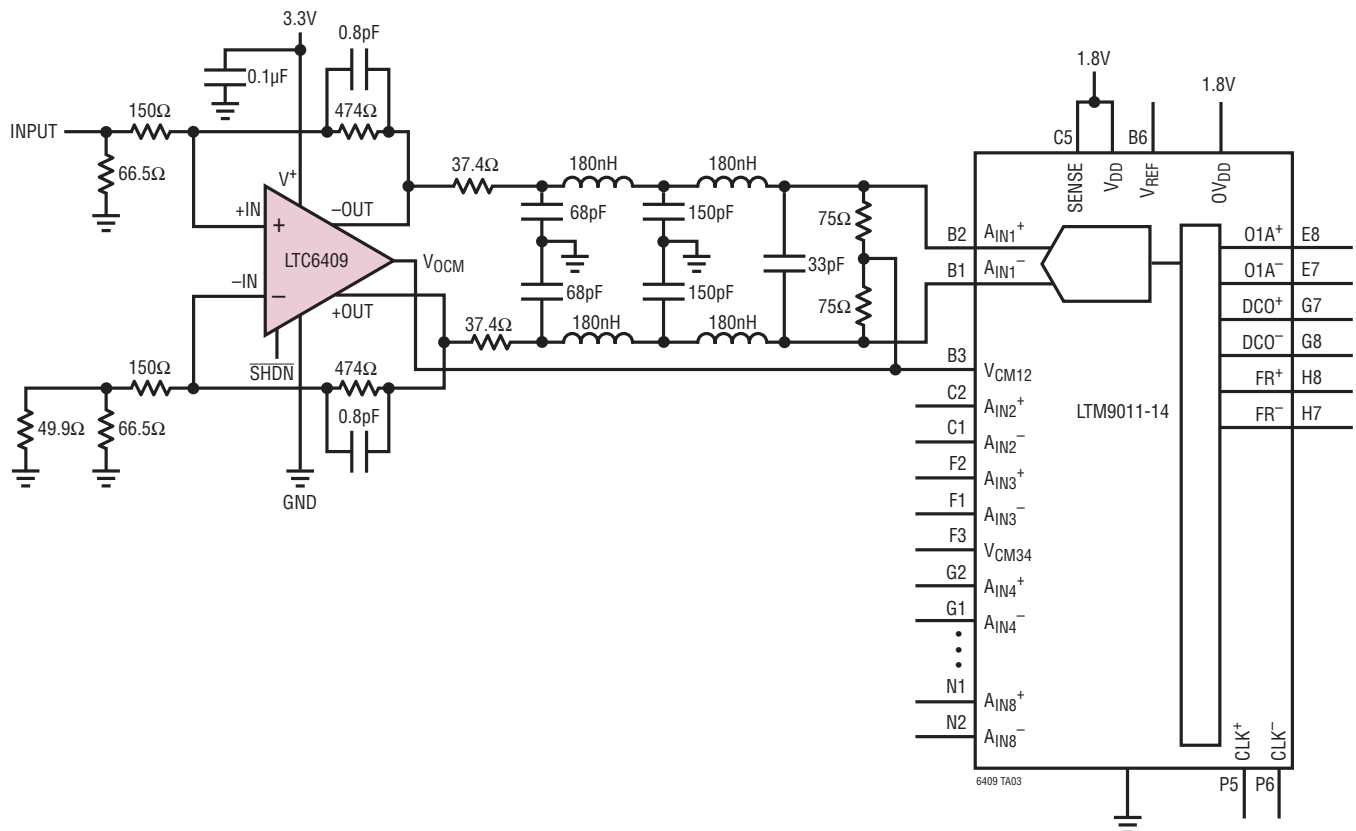 3.3V
0.8pF
0.1µF
1.8V
1.8V
150Ω
474Ω
INPUT
C5
B6
66.5Ω
37.4Ω
180nH
180nH
V+
SENSE
VDD
VREF
OVDD
+IN
–OUT
68pF
150pF
75Ω
+
B2
AIN1+
O1A+
E8
LTC6409
VOCM
33pF
B1
AIN1–
O1A–
E7
–IN
–
+OUT
68pF
150pF
75Ω
DCO+
G7
37.4Ω
180nH
180nH
DCO–
G8
150Ω
SHDN
474Ω
B3
VCM12
FR+
H8
0.8pF
C2
AIN2+
LTM9011-14
FR–
H7
49.9Ω
66.5Ω
C1
AIN2–
F2
AIN3+
GND
F1
AIN3–
F3
VCM34
G2
AIN4+
G1
AIN4–
N1
AIN8+
N2
AIN8–
CLK+
CLK–
6409 TA03
P5
P6